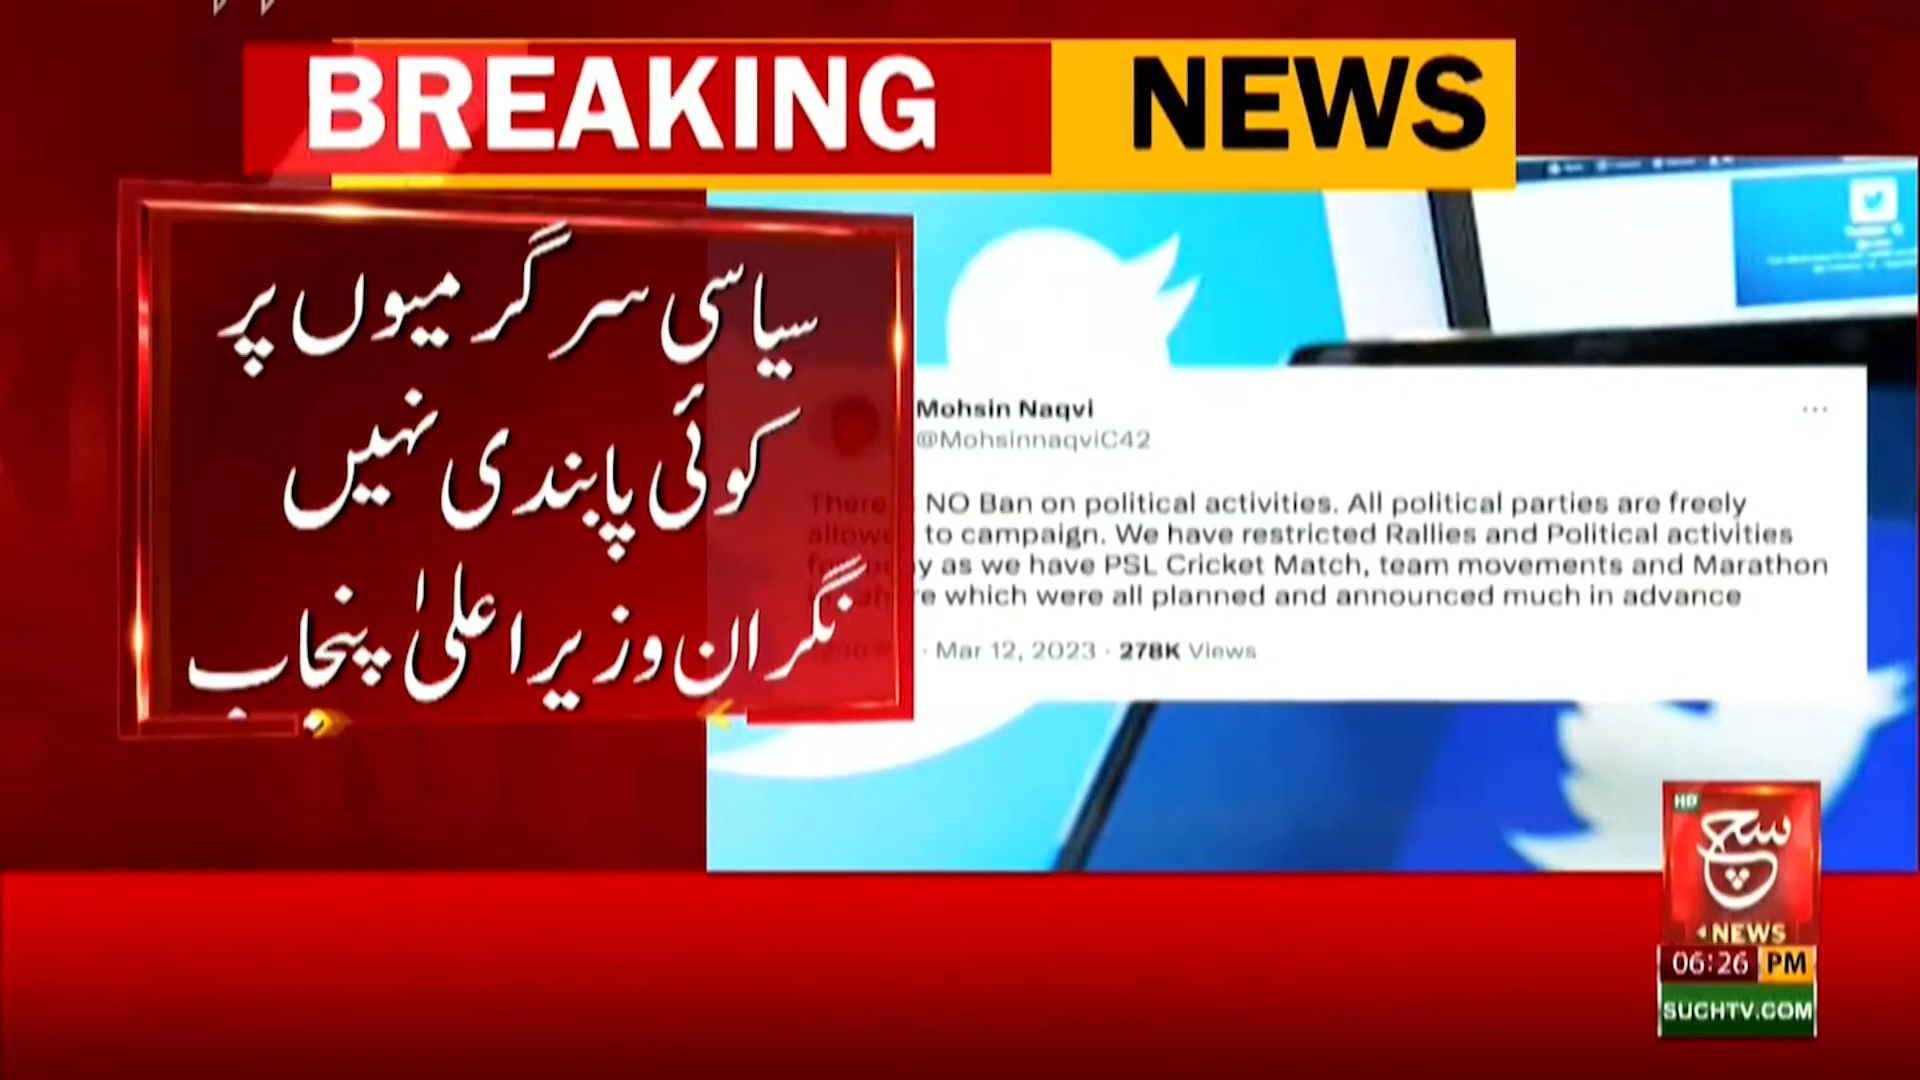 BREAKING NEWS
سیاسی سرگرمیوں پر
کوئی پابندی نہیں
نگران وزیراعلیٰ پنجاب
Mohsin Naqvi
@MohsinnaqviC42
There NO Ban on political activities. All political parties are freely
to campaign. We have restricted Rallies and Political activities
as we have PSL Cricket Match, team movements and Marathon
which were all planned and announced much in advance
· Mar 12, 2023 · 278K Views
HD
سچ
NEWS
06:26 PM
SUCHTV.COM